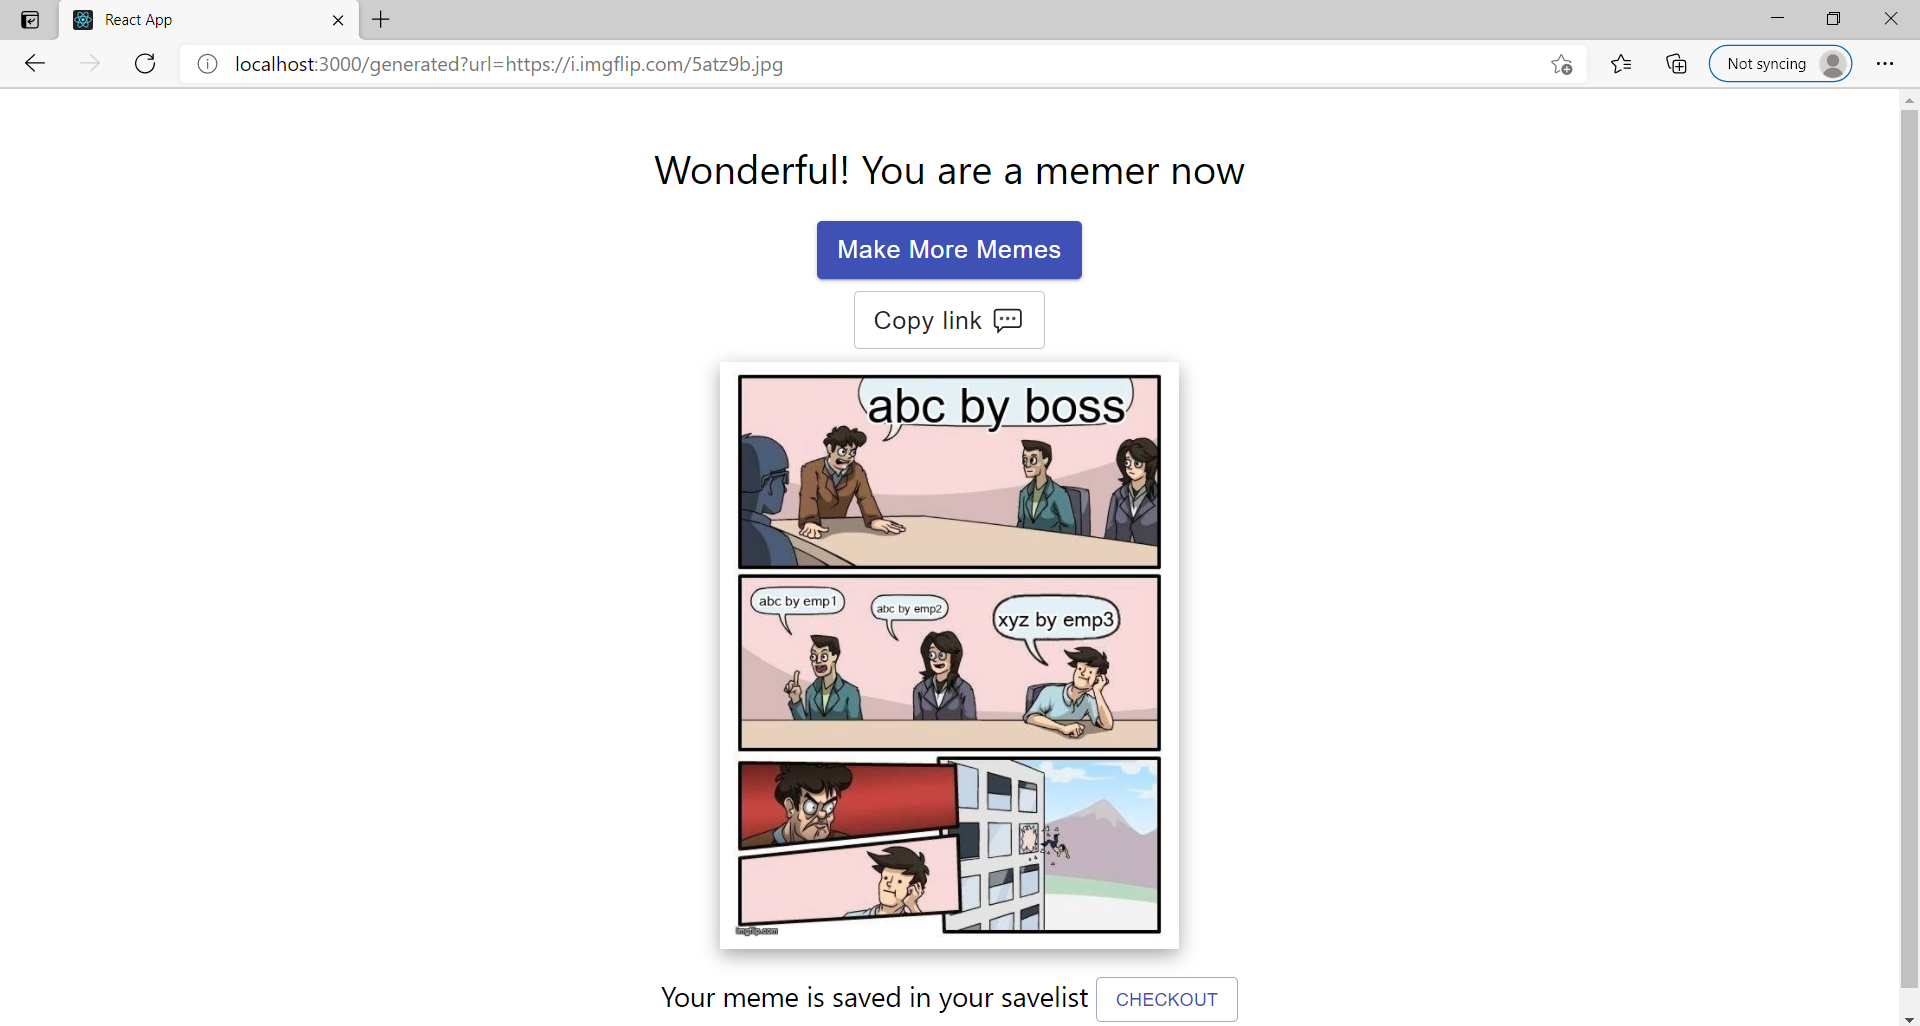 React App
localhost:3000/generated?url=https://i.imgflip.com/5atz9b.jpg
Not syncing
Wonderful! You are a memer now
Make More Memes
Copy link
abc by boss
abc by emp1
abc by emp2
xyz by emp3
imgflip.com
Your meme is saved in your savelist
CHECKOUT